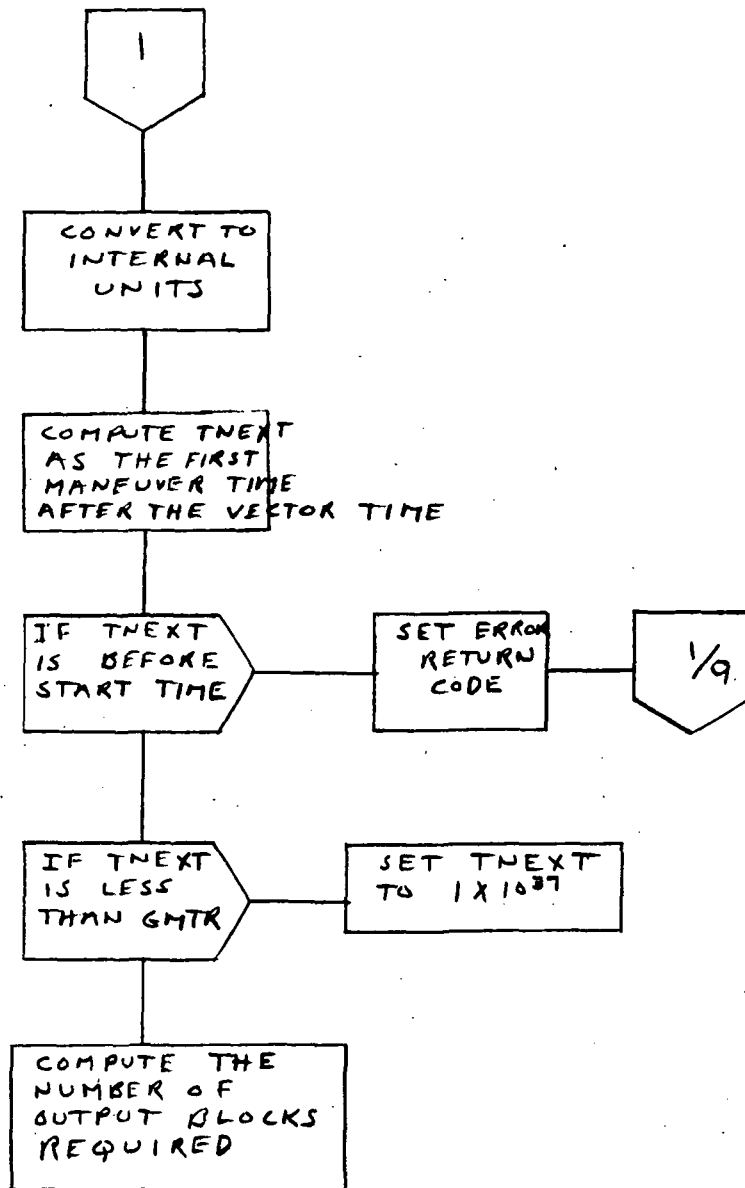 1
CONVERT TO
INTERNAL
UNITS
COMPUTE TNEXT
AS THE FIRST
MANEUVER TIME
AFTER THE VECTOR TIME
IF TNEXT
IS BEFORE
START TIME
SET ERROR
RETURN
CODE
1/9
IF TNEXT
IS LESS
THAN GMTR
SET TNEXT
TO 1 X 10³⁷
COMPUTE THE
NUMBER OF
OUTPUT BLOCKS
REQUIRED